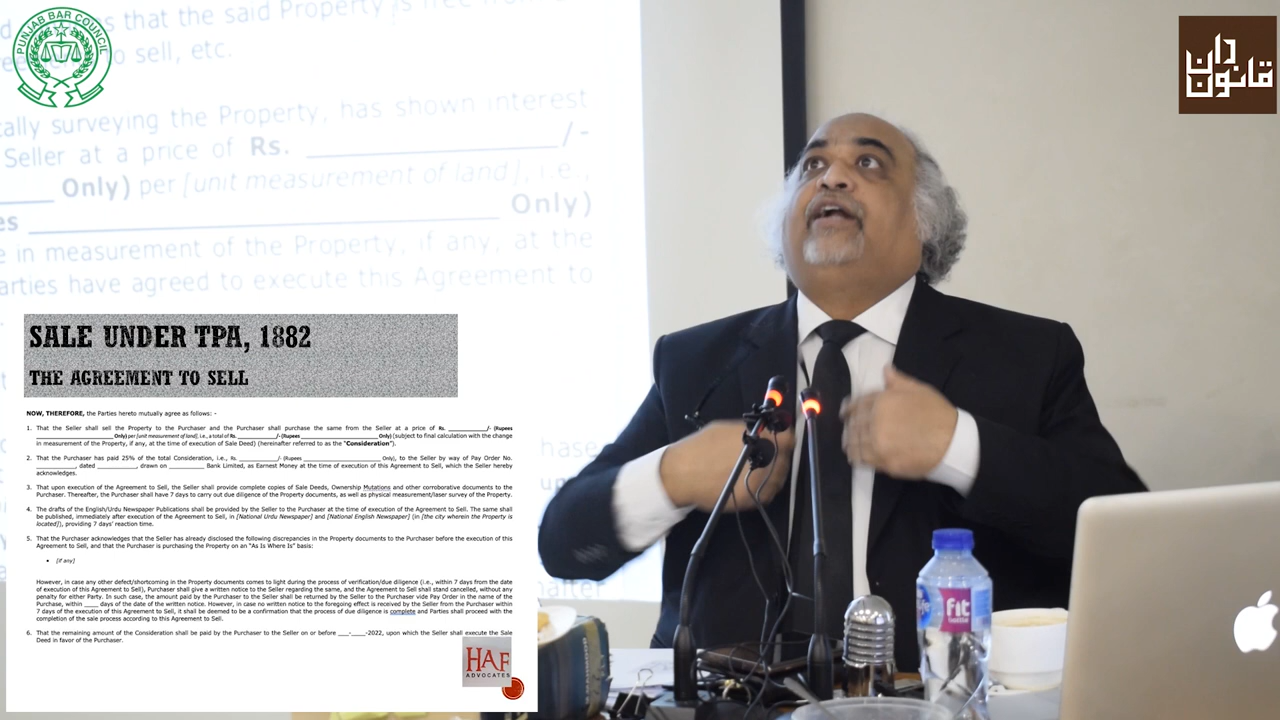 PUNJAB BAR COUNCIL
قانون دان
that the said Property is free from
to sell, etc.
cally surveying the Property, has shown interest
Seller at a price of Rs. ____________/-
____ Only) per [unit measurement of land], i.e.,
es ____________ Only)
e in measurement of the Property, if any, at the
arties have agreed to execute this Agreement to
SALE UNDER TPA, 1882
THE AGREEMENT TO SELL
NOW, THEREFORE, the Parties hereto mutually agree as follows: -
1. That the Seller shall sell the Property to the Purchaser and the Purchaser shall purchase the same from the Seller at a price of Rs. ____________/- (Rupees
____________ Only) per [unit measurement of land], i.e., a total of Rs. ____________/- (Rupees ____________ Only) (subject to final calculation with the change
in measurement of the Property, if any, at the time of execution of Sale Deed) (hereinafter referred to as the "Consideration").
2. That the Purchaser has paid 25% of the total Consideration, i.e., Rs. ____________/- (Rupees ____________ Only), to the Seller by way of Pay Order No.
____________, dated ____________, drawn on __________ Bank Limited, as Earnest Money at the time of execution of this Agreement to Sell, which the Seller hereby
acknowledges.
3. That upon execution of the Agreement to Sell, the Seller shall provide complete copies of Sale Deeds, Ownership Mutations and other corroborative documents to the
Purchaser. Thereafter, the Purchaser shall have 7 days to carry out due diligence of the Property documents, as well as physical measurement/laser survey of the Property.
4. The drafts of the English/Urdu Newspaper Publications shall be provided by the Seller to the Purchaser at the time of execution of the Agreement to Sell. The same shall
be published, immediately after execution of the Agreement to Sell, in [National Urdu Newspaper] and [National English Newspaper] (in [the city wherein the Property is
located]), providing 7 days' reaction time.
5. That the Purchaser acknowledges that the Seller has already disclosed the following discrepancies in the Property documents to the Purchaser before the execution of this
Agreement to Sell, and that the Purchaser is purchasing the Property on an "As Is Where Is" basis:
• [if any]
However, in case any other defect/shortcoming in the Property documents comes to light during the process of verification/due diligence (i.e., within 7 days from the date
of execution of this Agreement to Sell), Purchaser shall give a written notice to the Seller regarding the same, and the Agreement to Sell shall stand cancelled, without any
penalty for either Party. In such case, the amount paid by the Purchaser to the Seller shall be returned by the Seller to the Purchaser vide Pay Order in the name of the
Purchase, within ____ days of the date of the written notice. However, in case no written notice to the foregoing effect is received by the Seller from the Purchaser within
7 days of the execution of this Agreement to Sell, it shall be deemed to be a confirmation that the process of due diligence is complete and Parties shall proceed with the
completion of the sale process according to this Agreement to Sell.
6. That the remaining amount of the Consideration shall be paid by the Purchaser to the Seller on or before ___-____-2022, upon which the Seller shall execute the Sale
Deed in favor of the Purchaser.
HAF
ADVOCATES
fit